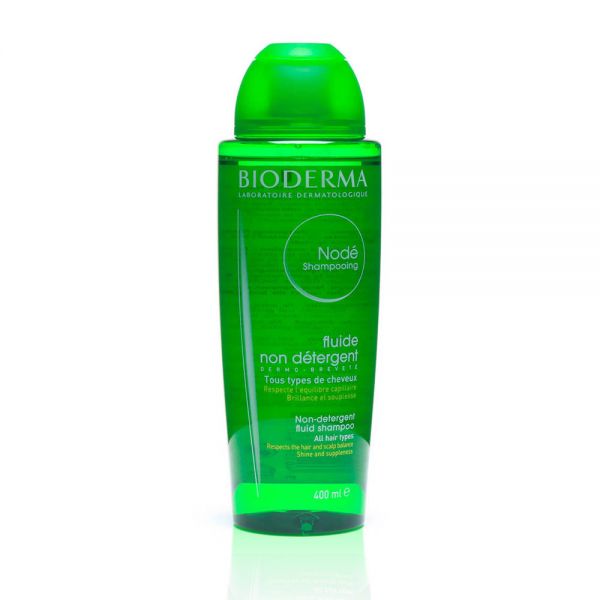 BIODERMA
LABORATOIRE DERMATOLOGIQUE
Nodé
Shampooing
fluide
non détergent
DERMO-BREVETÉ
Tous types de cheveux
Respecte l'équilibre capillaire
Brillance et souplesse
Non-detergent
fluid shampoo
All hair types
Respects the hair and scalp balance
Shine and suppleness
400 ml ℮